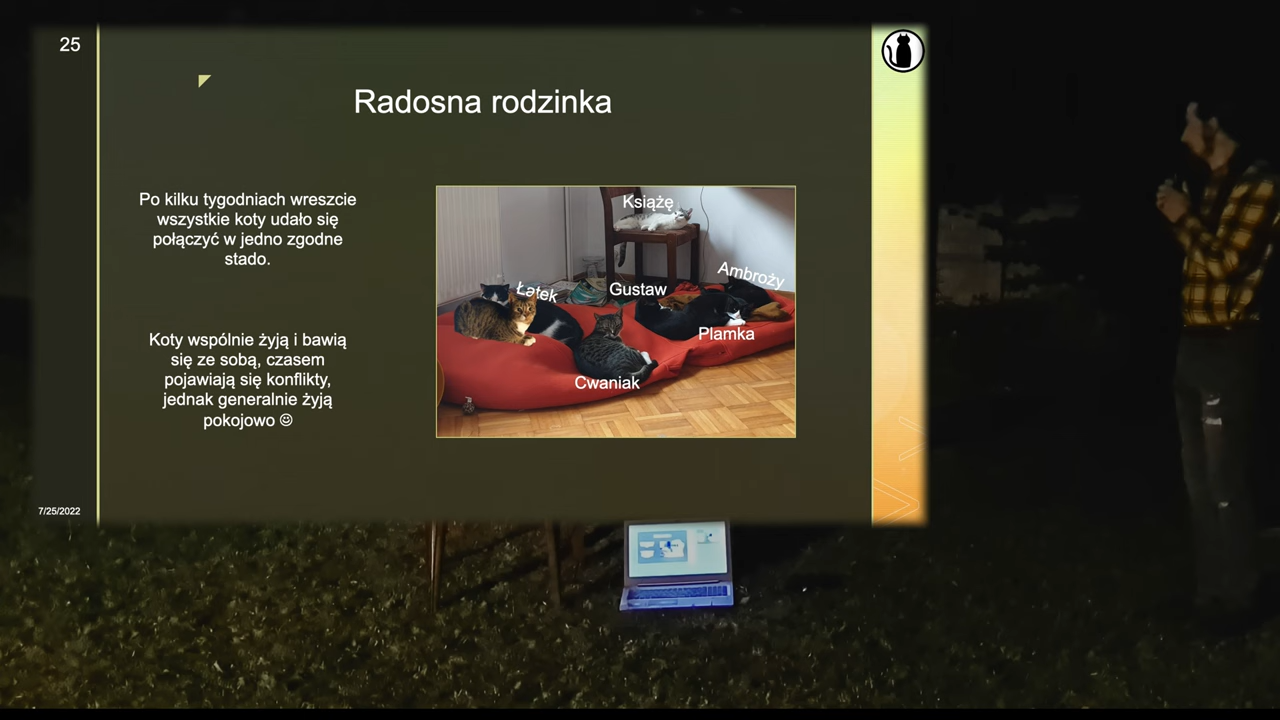 25
Radosna rodzinka
Po kilku tygodniach wreszcie
wszystkie koty udało się
połączyć w jedno zgodne
stado.
Koty wspólnie żyją i bawią
się ze sobą, czasem
pojawiają się konflikty,
jednak generalnie żyją
pokojowo ☺
Książę
Ambroży
Łatek
Gustaw
Plamka
Cwaniak
7/25/2022